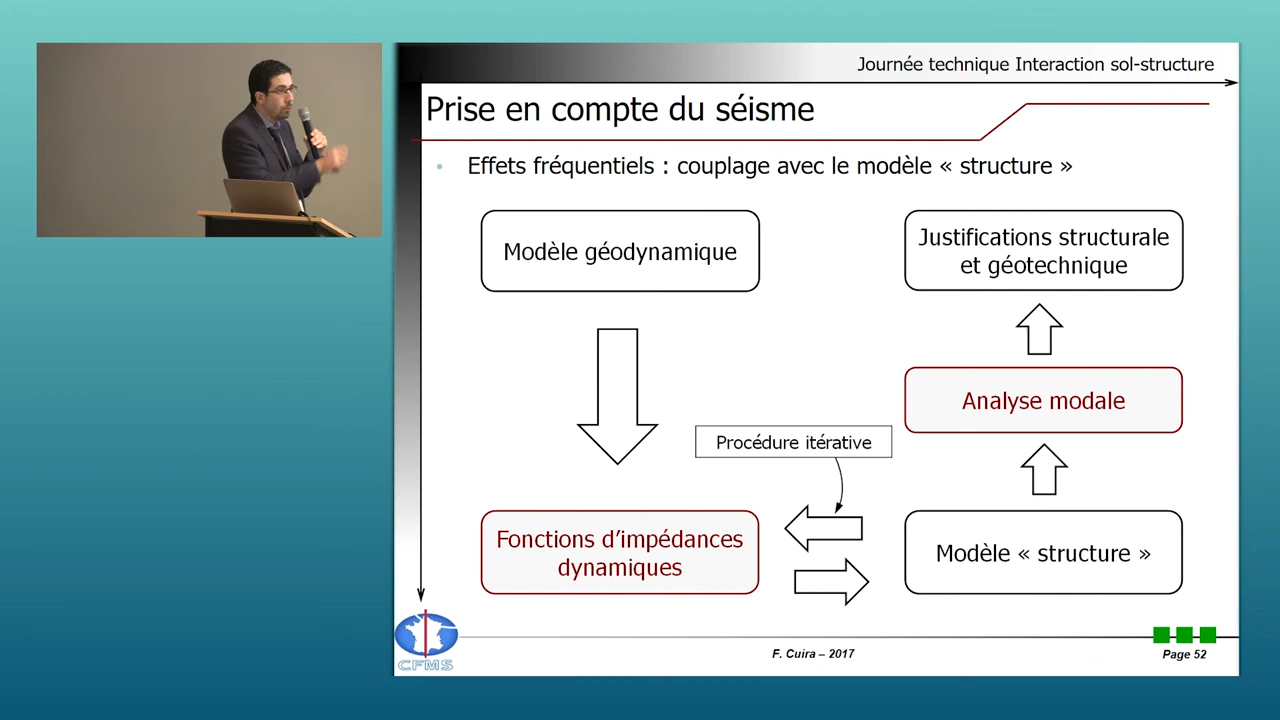 Journée technique Interaction sol-structure
Prise en compte du séisme
• Effets fréquentiels : couplage avec le modèle « structure »
Modèle géodynamique
Justifications structurale
et géotechnique
Analyse modale
Procédure itérative
Fonctions d'impédances
dynamiques
Modèle « structure »
CFMS
F. Cuira – 2017
Page 52